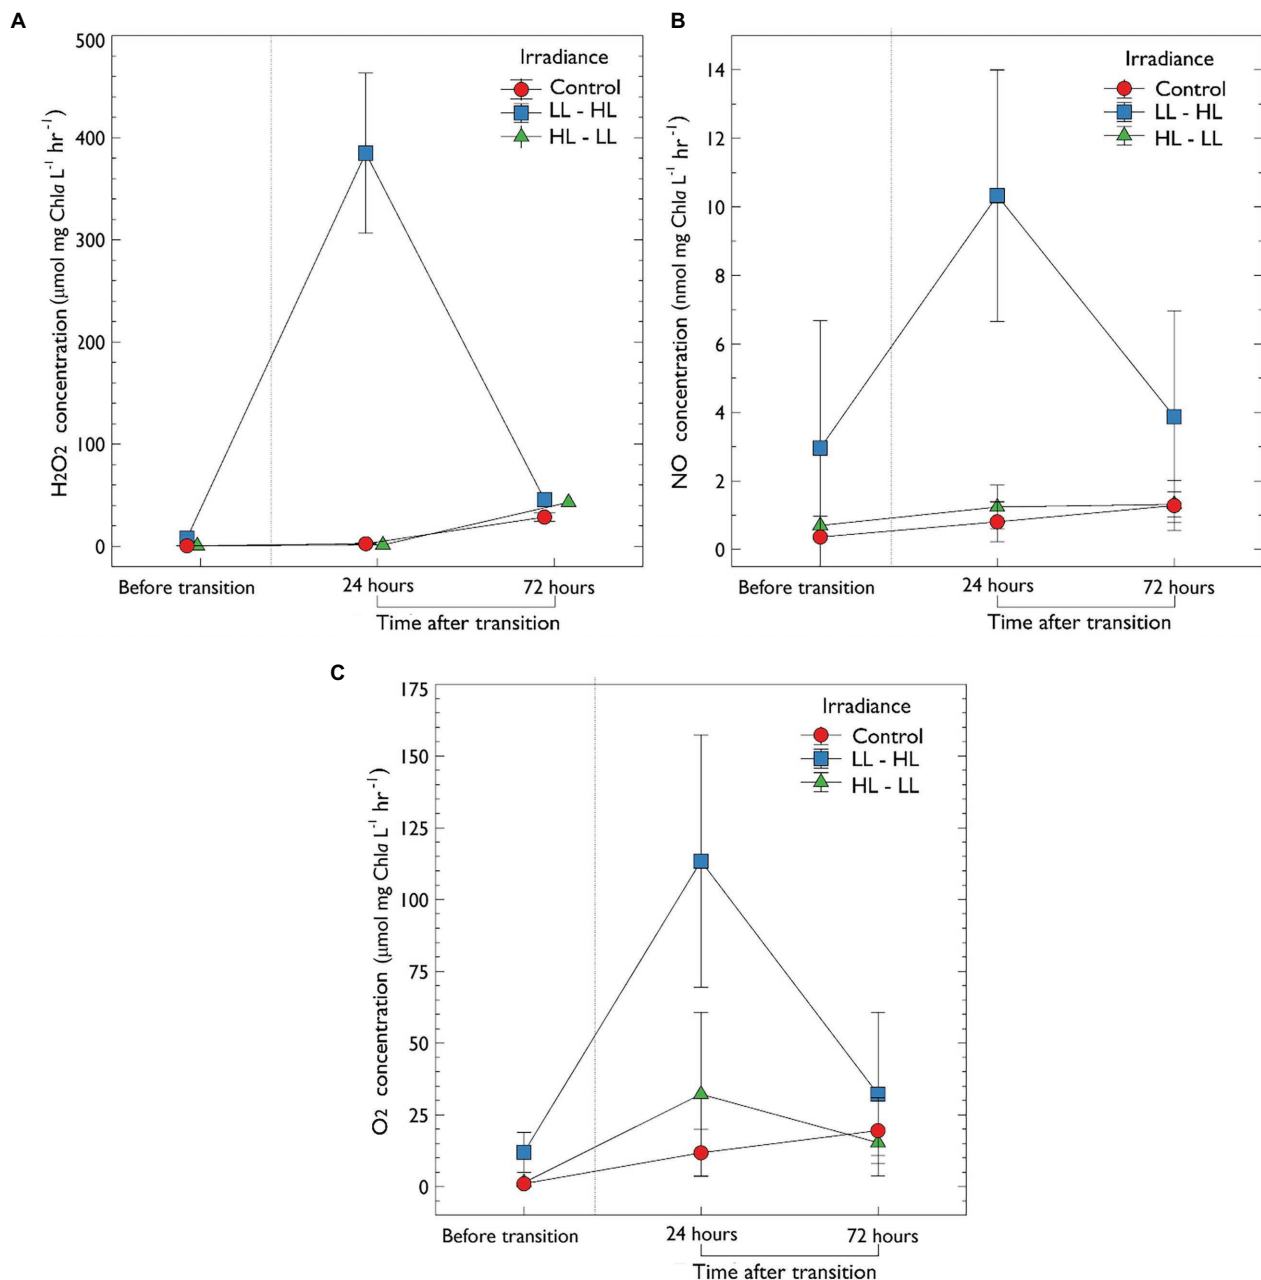 A
500
400
300
200
100
0
H2O2 concentration (μmol mg Chla L-1 hr-1)
Irradiance
Control
LL - HL
HL - LL
Before transition
24 hours
72 hours
Time after transition
B
14
12
10
8
6
4
2
0
NO concentration (nmol mg Chla L-1 hr-1)
Irradiance
Control
LL - HL
HL - LL
Before transition
24 hours
72 hours
Time after transition
C
175
150
125
100
75
50
25
0
O2 concentration (μmol mg Chla L-1 hr-1)
Irradiance
Control
LL - HL
HL - LL
Before transition
24 hours
72 hours
Time after transition